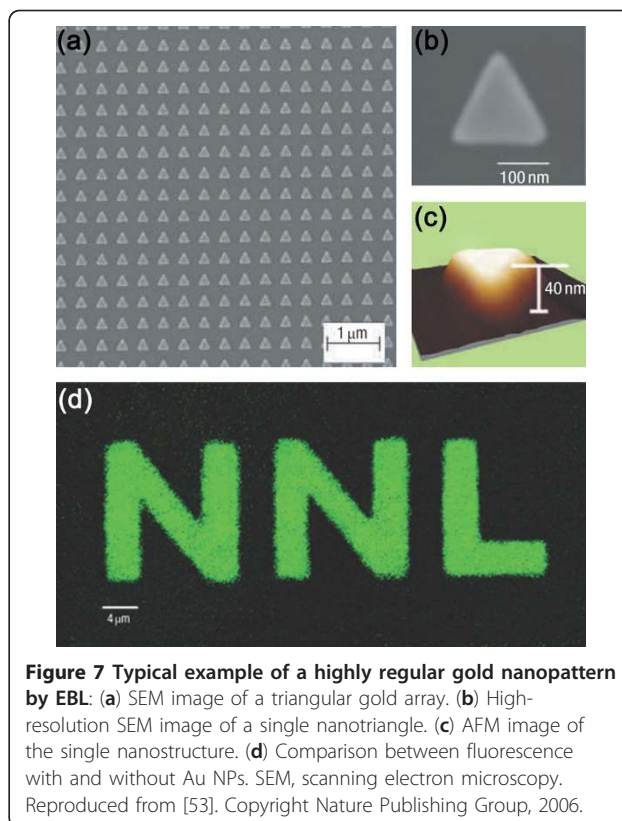 (a)
(b)
100 nm
(c)
40 nm
1 μm
(d)
NNL
4 μm
Figure 7 Typical example of a highly regular gold nanopattern
by EBL: (a) SEM image of a triangular gold array. (b) High-
resolution SEM image of a single nanotriangle. (c) AFM image of
the single nanostructure. (d) Comparison between fluorescence
with and without Au NPs. SEM, scanning electron microscopy.
Reproduced from [53]. Copyright Nature Publishing Group, 2006.